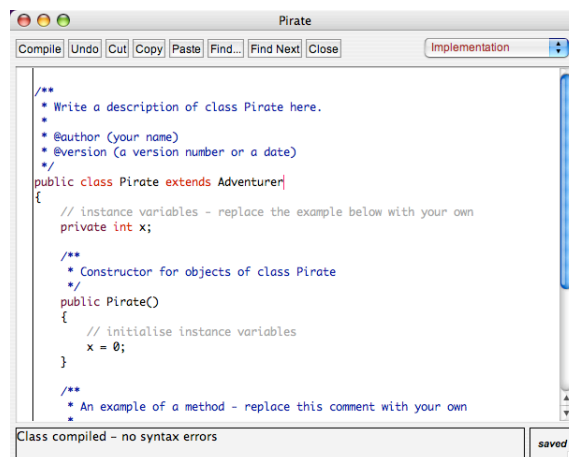 Pirate
Compile Undo Cut Copy Paste Find... Find Next Close Implementation
/**
 * Write a description of class Pirate here.
 *
 * @author (your name)
 * @version (a version number or a date)
 */
public class Pirate extends Adventurer
{
    // instance variables - replace the example below with your own
    private int x;
    /**
     * Constructor for objects of class Pirate
     */
    public Pirate()
    {
        // initialise instance variables
        x = 0;
    }
    /**
     * An example of a method - replace this comment with your own
     *
Class compiled - no syntax errors
saved